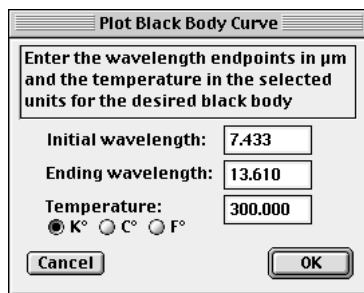 Plot Black Body Curve
Enter the wavelength endpoints in µm
and the temperature in the selected
units for the desired black body
Initial wavelength: 7.433
Ending wavelength: 13.610
Temperature: 300.000
K° C° F°
Cancel OK